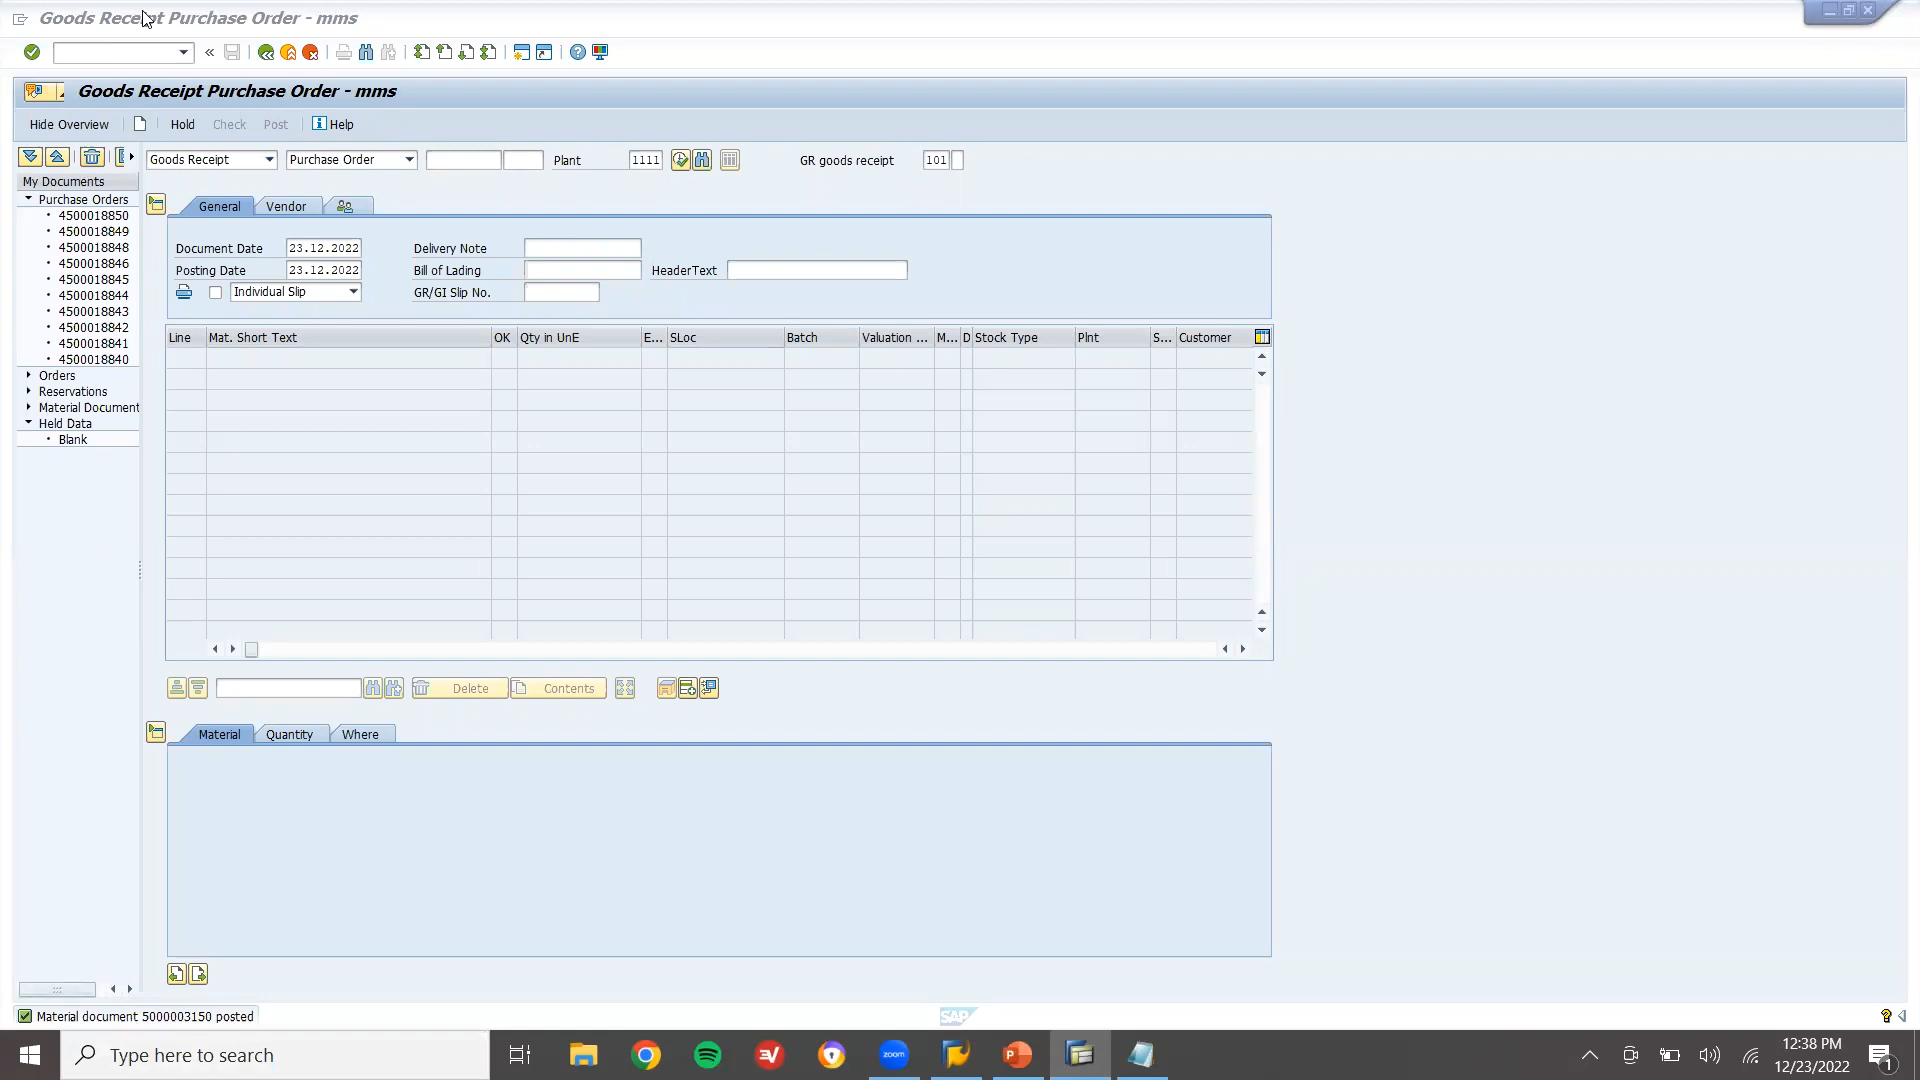 Goods Receipt Purchase Order - mms
Goods Receipt Purchase Order - mms
Hide Overview Hold Check Post Help
Goods Receipt Purchase Order Plant 1111 GR goods receipt 101
My Documents
Purchase Orders
4500018850
4500018849
4500018848
4500018846
4500018845
4500018844
4500018843
4500018842
4500018841
4500018840
Orders
Reservations
Material Document
Held Data
Blank
General Vendor
Document Date 23.12.2022 Delivery Note
Posting Date 23.12.2022 Bill of Lading HeaderText
Individual Slip GR/GI Slip No.
Line Mat. Short Text OK Qty in UnE E... SLoc Batch Valuation ... M... D Stock Type Plnt S... Customer
Delete Contents
Material Quantity Where
Material document 5000003150 posted SAP
Type here to search zoom P 12:38 PM
12/23/2022 1